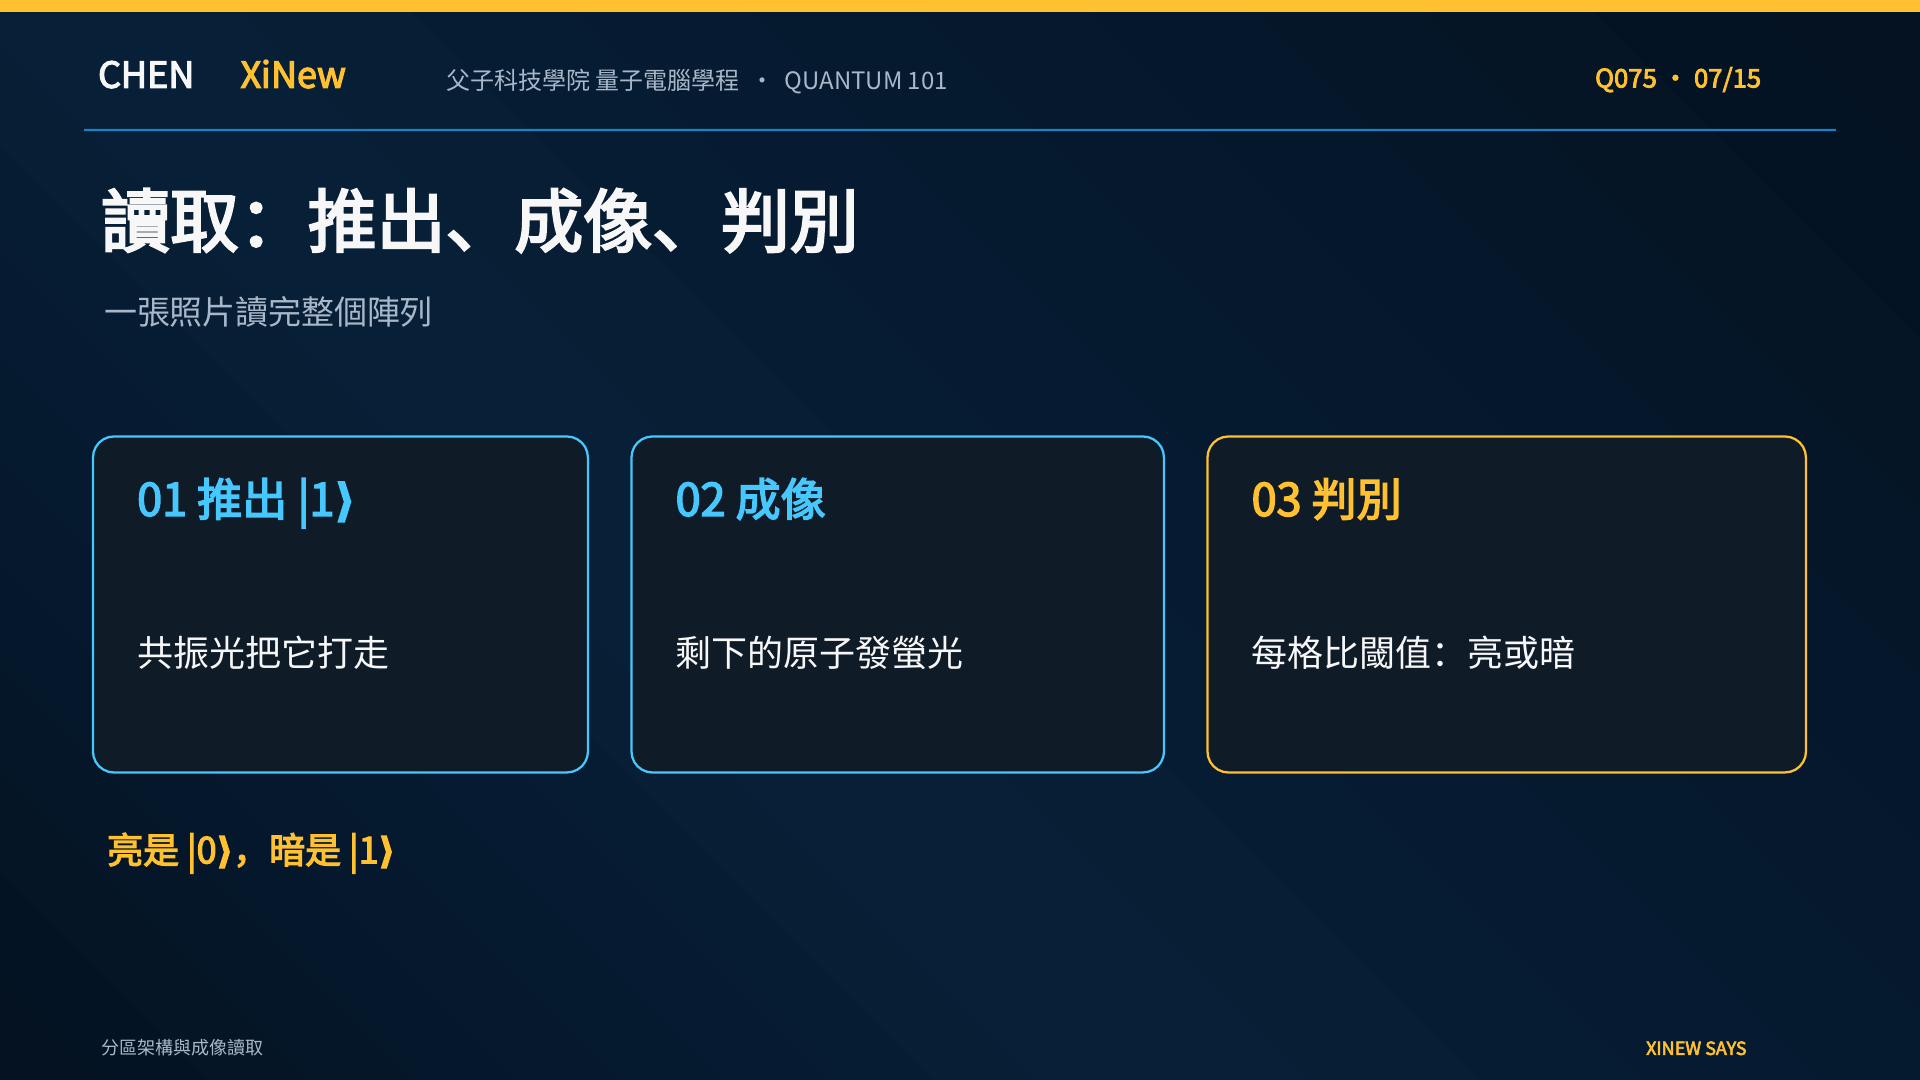 CHEN XiNew 父子科技學院 量子電腦學程 · QUANTUM 101 Q075 · 07/15
讀取：推出、成像、判別
一張照片讀完整個陣列
01 推出 |1⟩
共振光把它打走
02 成像
剩下的原子發螢光
03 判別
每格比閾值：亮或暗
亮是 |0⟩，暗是 |1⟩
分區架構與成像讀取 XINEW SAYS